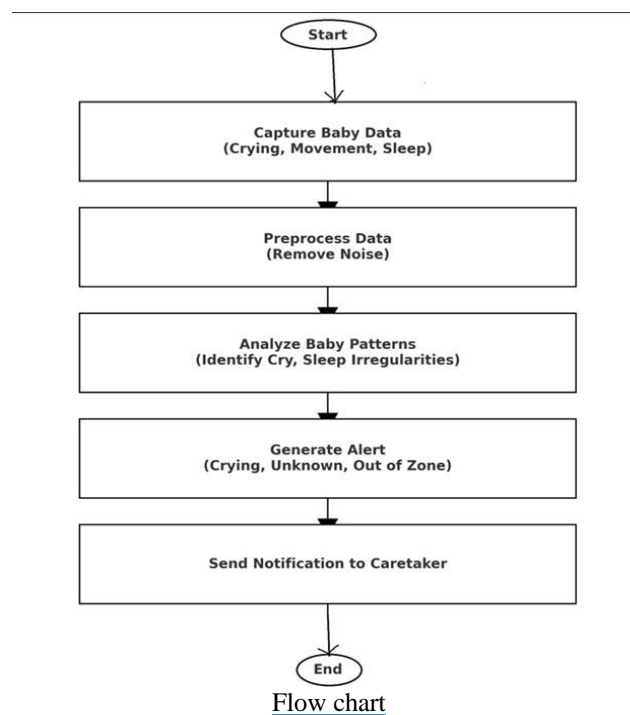 Start
Capture Baby Data
(Crying, Movement, Sleep)
Preprocess Data
(Remove Noise)
Analyze Baby Patterns
(Identify Cry, Sleep Irregularities)
Generate Alert
(Crying, Unknown, Out of Zone)
Send Notification to Caretaker
End
Flow chart